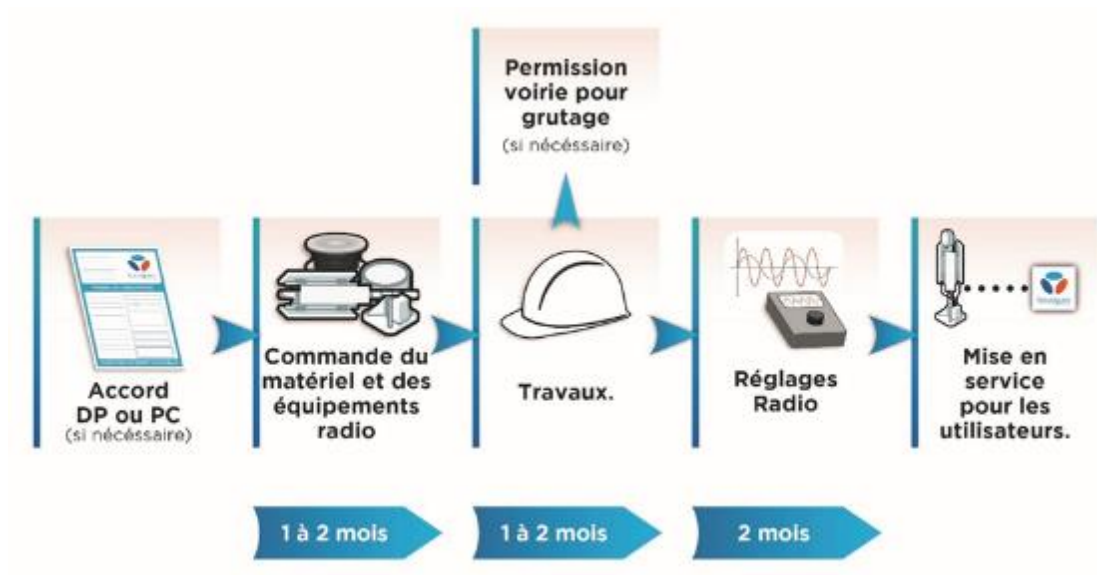 Permission
voirie pour
grutage
(si nécéssaire)
Accord
DP ou PC
(si nécéssaire)
Commande du
matériel et des
équipements
radio
Travaux.
Réglages
Radio
Mise en
service
pour les
utilisateurs.
1 à 2 mois
1 à 2 mois
2 mois